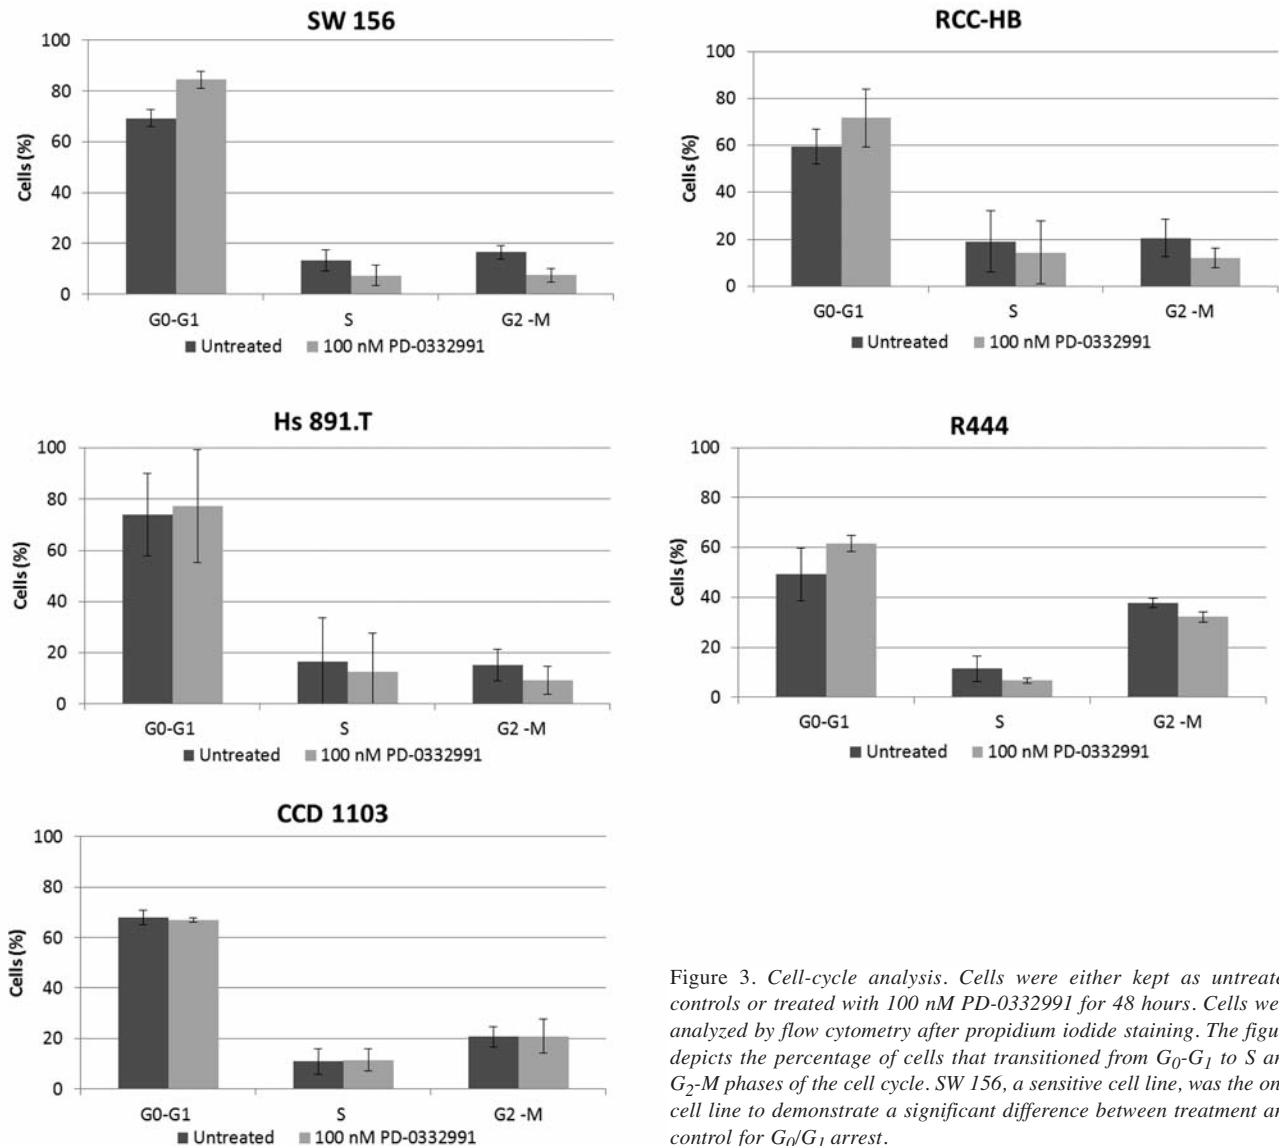 SW 156
100
80
60
40
20
0
Cells (%)
G0-G1 S G2 -M
Untreated 100 nM PD-0332991
RCC-HB
100
80
60
40
20
0
Cells (%)
G0-G1 S G2 -M
Untreated 100 nM PD-0332991
Hs 891.T
100
80
60
40
20
0
Cells (%)
G0-G1 S G2 -M
Untreated 100 nM PD-0332991
R444
100
80
60
40
20
0
Cells (%)
G0-G1 S G2 -M
Untreated 100 nM PD-0332991
CCD 1103
100
80
60
40
20
0
Cells (%)
G0-G1 S G2 -M
Untreated 100 nM PD-0332991
Figure 3. Cell-cycle analysis. Cells were either kept as untreate
controls or treated with 100 nM PD-0332991 for 48 hours. Cells we
analyzed by flow cytometry after propidium iodide staining. The figu
depicts the percentage of cells that transitioned from G0-G1 to S an
G2-M phases of the cell cycle. SW 156, a sensitive cell line, was the on
cell line to demonstrate a significant difference between treatment an
control for G0/G1 arrest.